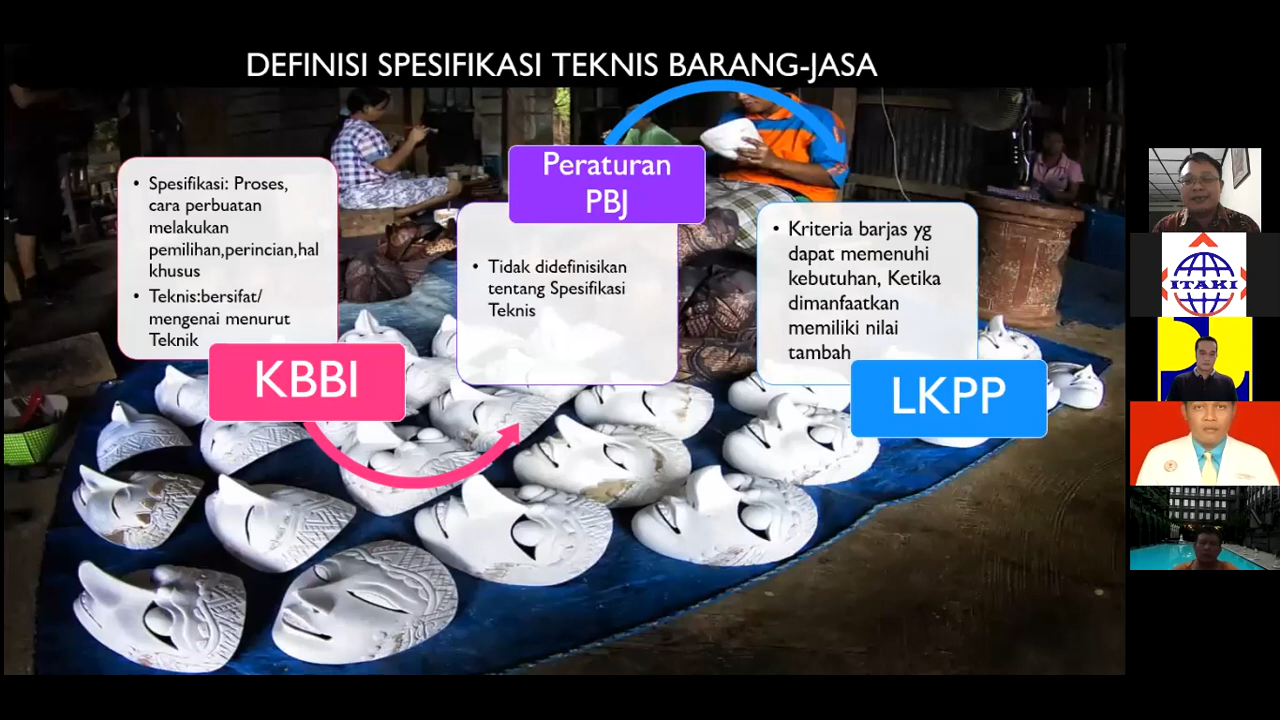 DEFINISI SPESIFIKASI TEKNIS BARANG-JASA
• Spesifikasi: Proses,
cara perbuatan
melakukan
pemilihan,perincian,hal
khusus
• Teknis:bersifat/
mengenai menurut
Teknik
KBBI
Peraturan
PBJ
• Tidak didefinisikan
tentang Spesifikasi
Teknis
• Kriteria barjas yg
dapat memenuhi
kebutuhan, Ketika
dimanfaatkan
memiliki nilai
tambah
LKPP
ITAKI